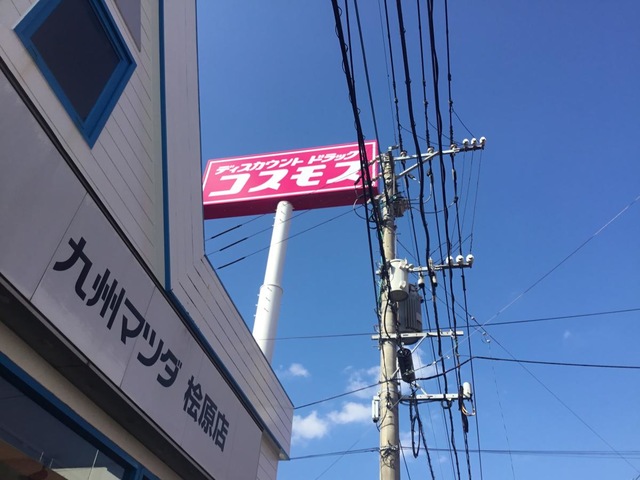 ディスカウント ドラッグ
コスモス
九州マツダ 桧原店